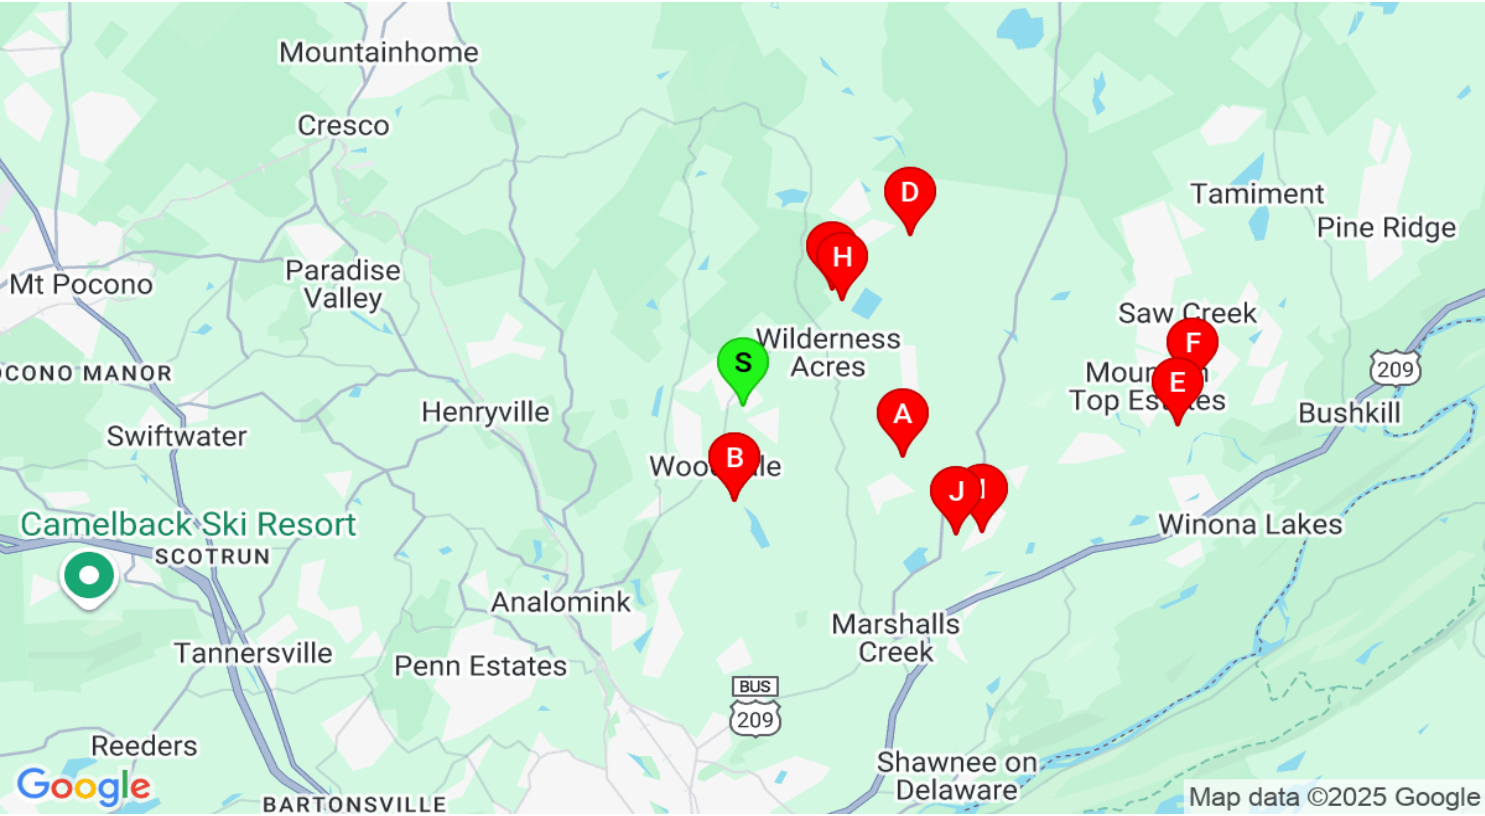 Mountainhome
Cresco
D
Tamiment
Pine Ridge
Paradise
Valley
H
Mt Pocono
Saw Creek
Wilderness
Acres
S
F
209
OCONO MANOR
E
Top Estates
Henryville
A
Bushkill
Swiftwater
B
J
I
Camelback Ski Resort
Winona Lakes
SCOTRUN
Analomink
Marshalls
Creek
Tannersville
Penn Estates
BUS
209
Reeders
Shawnee on
Delaware
Google
BARTONSVILLE
Map data ©2025 Google